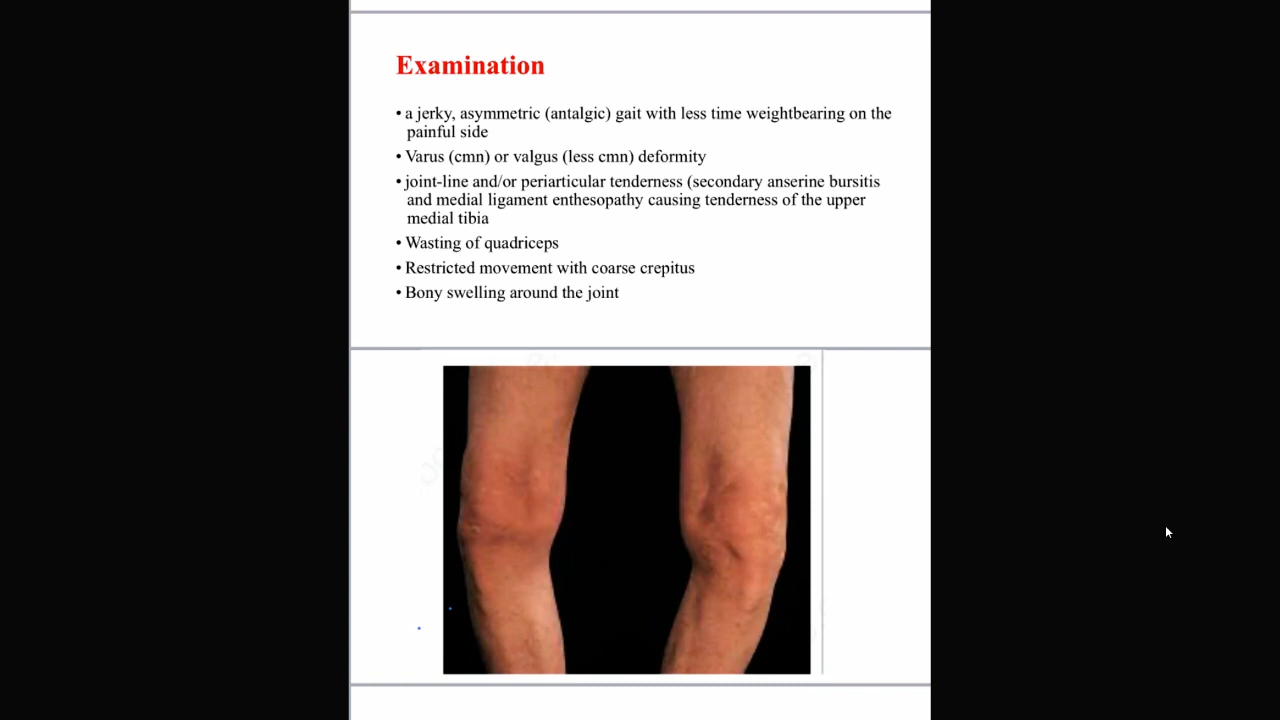 Examination
• a jerky, asymmetric (antalgic) gait with less time weightbearing on the
painful side
• Varus (cmn) or valgus (less cmn) deformity
• joint-line and/or periarticular tenderness (secondary anserine bursitis
and medial ligament enthesopathy causing tenderness of the upper
medial tibia
• Wasting of quadriceps
• Restricted movement with coarse crepitus
• Bony swelling around the joint